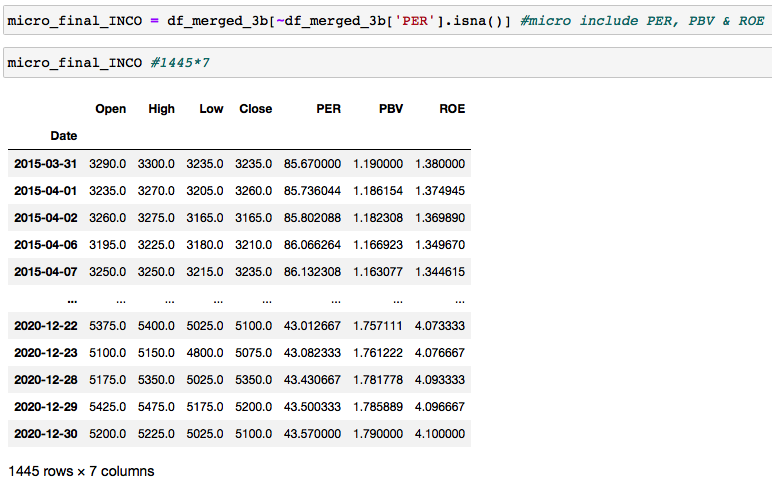 micro_final_INCO = df_merged_3b[~df_merged_3b['PER'].isna()] #micro include PER, PBV & ROE
micro_final_INCO #1445*7
Open High Low Close PER PBV ROE
Date
2015-03-31 3290.0 3300.0 3235.0 3235.0 85.670000 1.190000 1.380000
2015-04-01 3235.0 3270.0 3205.0 3260.0 85.736044 1.186154 1.374945
2015-04-02 3260.0 3275.0 3165.0 3165.0 85.802088 1.182308 1.369890
2015-04-06 3195.0 3225.0 3180.0 3210.0 86.066264 1.166923 1.349670
2015-04-07 3250.0 3250.0 3215.0 3235.0 86.132308 1.163077 1.344615
... ... ... ... ... ... ... ...
2020-12-22 5375.0 5400.0 5025.0 5100.0 43.012667 1.757111 4.073333
2020-12-23 5100.0 5150.0 4800.0 5075.0 43.082333 1.761222 4.076667
2020-12-28 5175.0 5350.0 5025.0 5350.0 43.430667 1.781778 4.093333
2020-12-29 5425.0 5475.0 5175.0 5200.0 43.500333 1.785889 4.096667
2020-12-30 5200.0 5225.0 5025.0 5100.0 43.570000 1.790000 4.100000
1445 rows × 7 columns